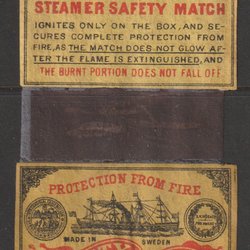 STEAMER SAFETY MATCH
IGNITES ONLY ON THE BOX, AND SE-
CURES COMPLETE PROTECTION FROM
FIRE, AS THE MATCH DOES NOT GLOW AF-
TER THE FLAME IS EXTINGUISHED, AND
THE BURNT PORTION DOES NOT FALL OFF.
PROTECTION FROM FIRE
MADE IN SWEDEN